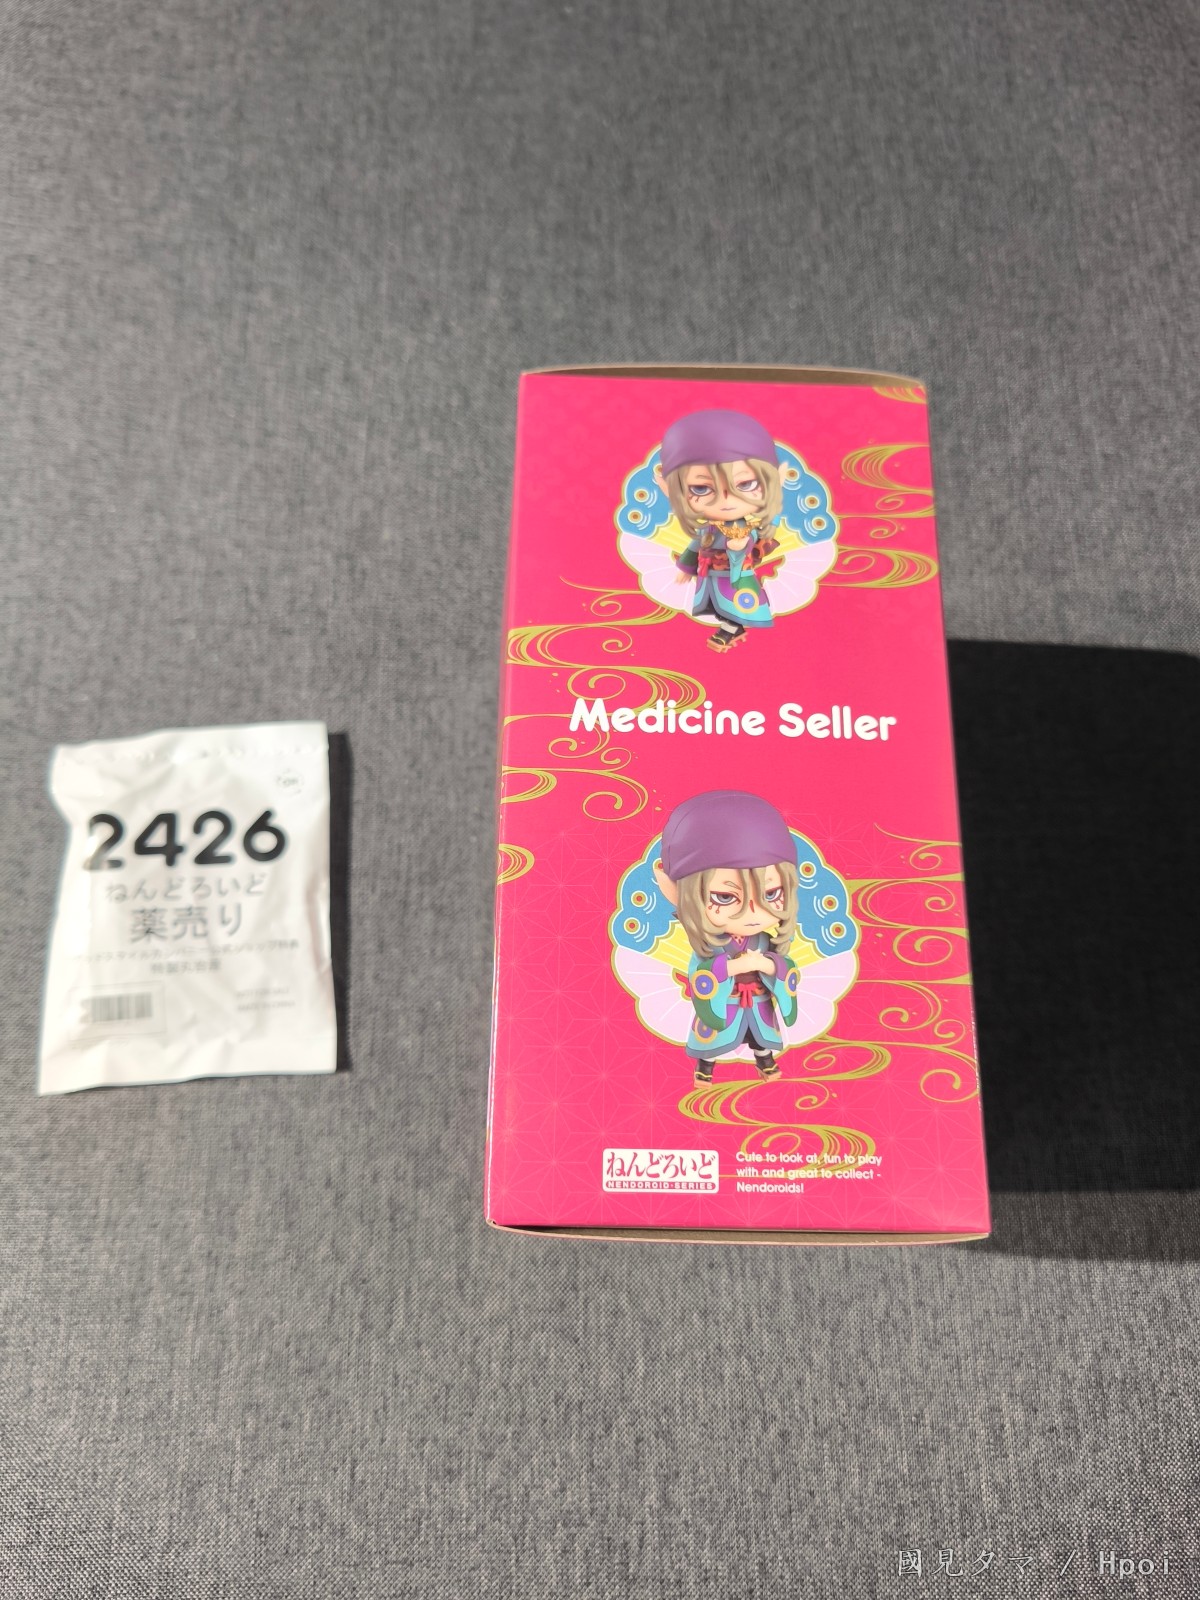 Medicine Seller
ねんどろいど
NENDOROID SERIES
Cute to look at, fun to play
with and great to collect -
Nendoroids!
2426
ねんどろいど
薬売り
國見タマ / Hpoi